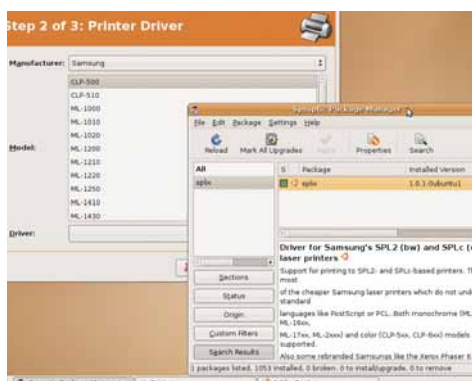 Step 2 of 3: Printer Driver
Manufacturer: Samsung
CLP-500
CLP-510
ML-1000
ML-1010
ML-1020
Model: ML-1200
ML-1210
ML-1220
ML-1250
ML-1410
ML-1430
Driver:
Synaptic Package Manager
File Edit Package Settings Help
Reload Mark All Upgrades Apply Properties Search
All
splix
S Package Installed Version
splix 1.0.1-0ubuntu1
Driver for Samsung's SPL2 (bw) and SPLc (
laser printers
Support for printing to SPL2- and SPLc-based printers.
most
of the cheaper Samsung laser printers which do not
standard
languages like PostScript or PCL. Both monochrome (ML
ML-16xx,
ML-17xx, ML-2xxx) and color (CLP-5xx, CLP-6xx) models
supported.
Also some rebranded Samsungs like the Xerox Phaser
Sections
Status
Origin
Custom Filters
Search Results
1 packages listed, 1053 installed, 0 broken. 0 to install/upgrade, 0 to remove